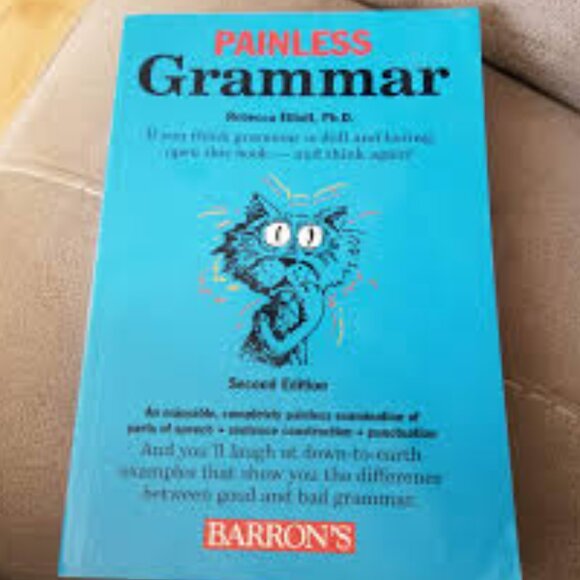 PAINLESS
Grammar
Rebecca Elliott, Ph.D.
If you think grammar is dull and boring,
open this book — and think again!
Second Edition
An enjoyable, completely painless examination of
parts of speech • sentence construction • punctuation
And you'll laugh at down-to-earth
examples that show you the difference
between good and bad grammar.
BARRON'S